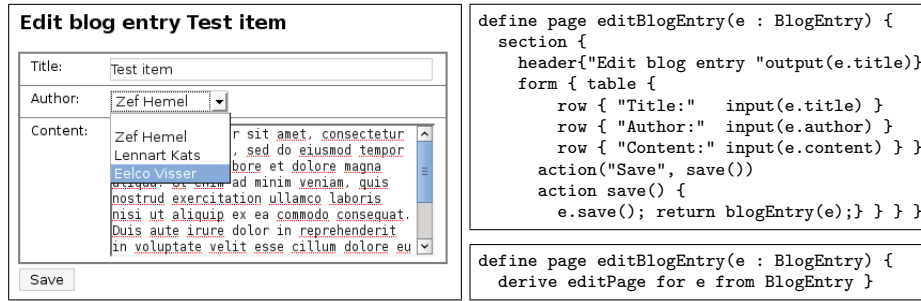 Edit blog entry Test item
Title: Test item
Author: Zef Hemel
Zef Hemel
Lennart Kats
Eelco Visser
Content: r sit amet, consectetur
, sed do eiusmod tempor
bore et dolore magna
aliqua. Ut enim ad minim veniam, quis
nostrud exercitation ullamco laboris
nisi ut aliquip ex ea commodo consequat.
Duis aute irure dolor in reprehenderit
in voluptate velit esse cillum dolore eu
Save
define page editBlogEntry(e : BlogEntry) {
section {
header{"Edit blog entry "output(e.title)}
form { table {
row { "Title:" input(e.title) }
row { "Author:" input(e.author) }
row { "Content:" input(e.content) } }
action("Save", save())
action save() {
e.save(); return blogEntry(e);} } } }
define page editBlogEntry(e : BlogEntry) {
derive editPage for e from BlogEntry }